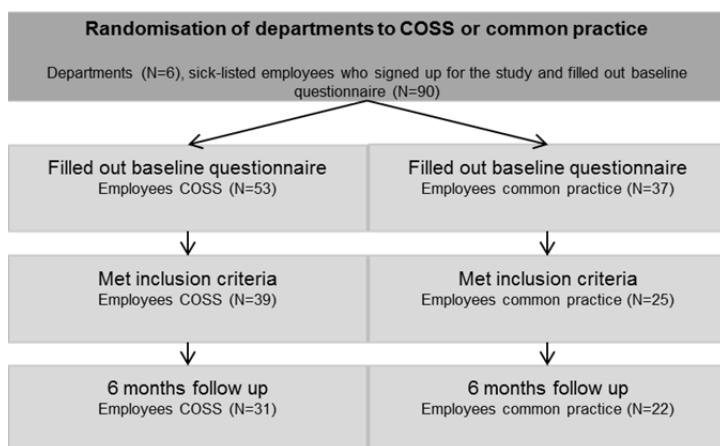 Randomisation of departments to COSS or common practice
Departments (N=6), sick-listed employees who signed up for the study and filled out baseline
questionnaire (N=90)
Filled out baseline questionnaire
Employees COSS (N=53)
Filled out baseline questionnaire
Employees common practice (N=37)
Met inclusion criteria
Employees COSS (N=39)
Met inclusion criteria
Employees common practice (N=25)
6 months follow up
Employees COSS (N=31)
6 months follow up
Employees common practice (N=22)